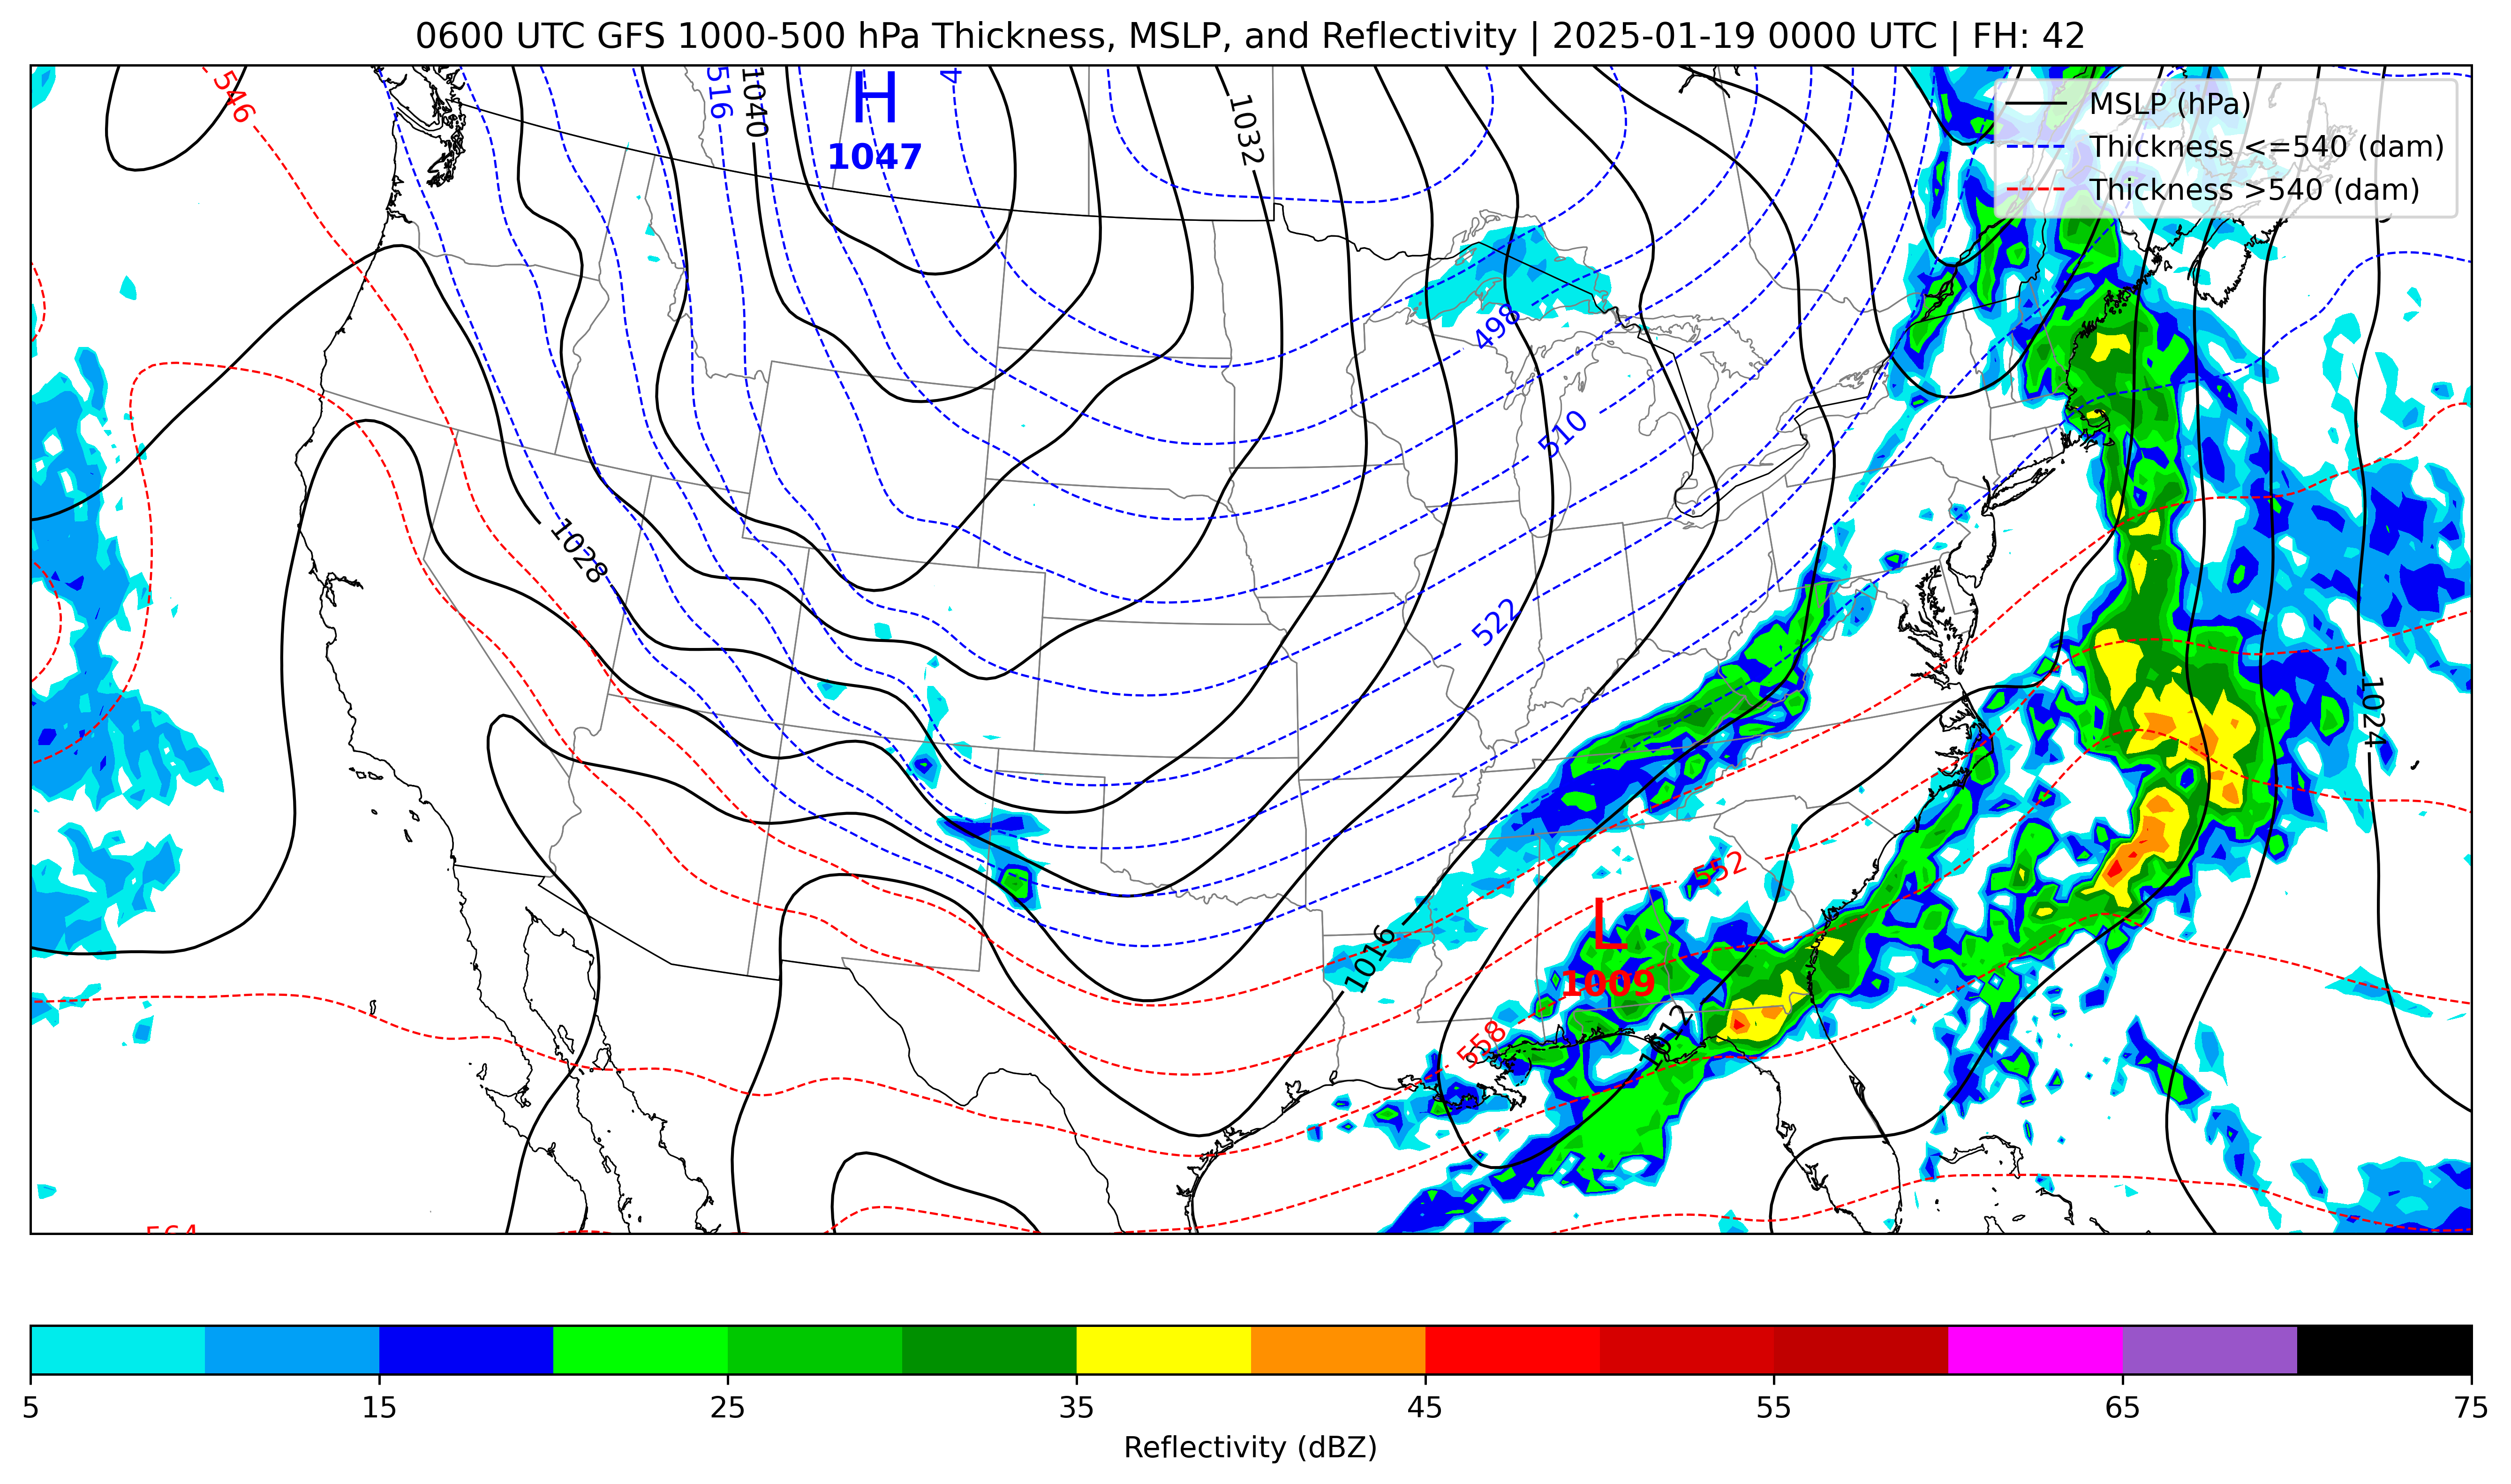 0600 UTC GFS 1000-500 hPa Thickness, MSLP, and Reflectivity | 2025-01-19 0000 UTC | FH: 42
546
516
1040
4
H
1047
1032
MSLP (hPa)
Thickness <=540 (dam)
Thickness >540 (dam)
498
510
1028
522
1024
552
L
1009
1016
558
1012
564
5 15 25 35 45 55 65 75
Reflectivity (dBZ)